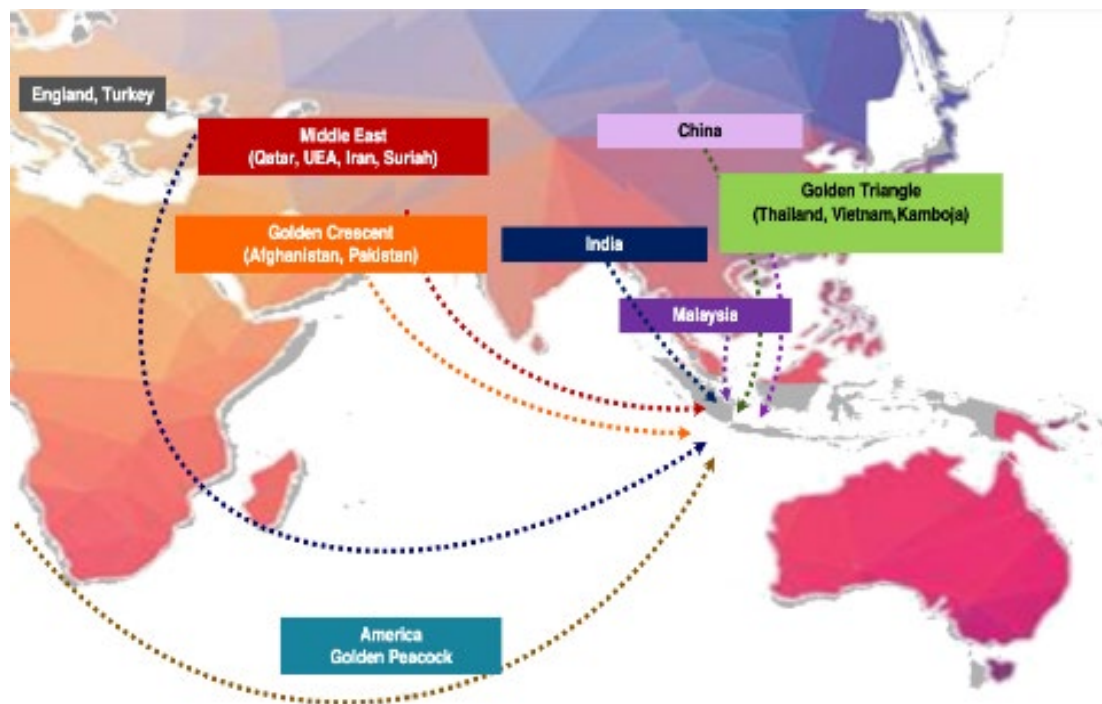 England, Turkey
Middle East
(Qatar, UEA, Iran, Suriah)
China
Golden Triangle
(Thailand, Vietnam,Kamboja)
Golden Crescent
(Afghanistan, Pakistan)
India
Malaysia
America
Golden Peacock